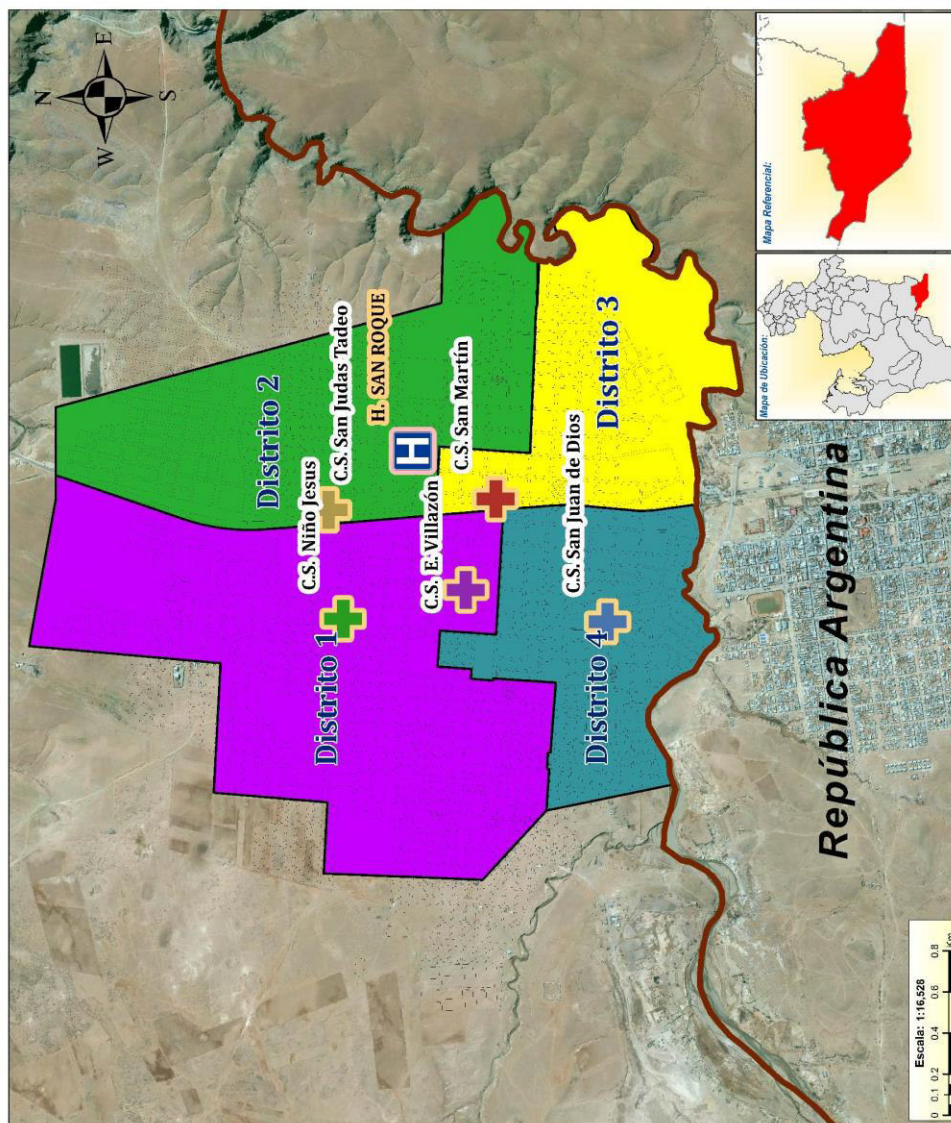 N
E
W
S
Distrito 2
C.S. Niño Jesus
C.S. San Judas Tadeo
H. SAN ROQUE
H
Distrito 1
C.S. E. Villazón
C.S. San Martín
Distrito 3
C.S. San Juan de Dios
Distrito 4
República Argentina
Escala: 1:16,528
0 0.1 0.2 0.4 0.6 0.8
Km
Mapa de Ubicación:
Mapa Referencial: